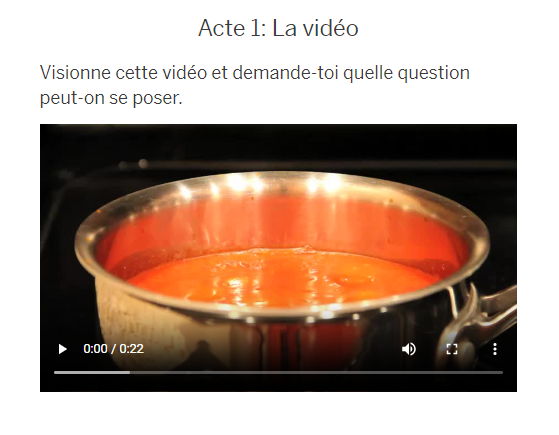 Acte 1: La vidéo
Visionne cette vidéo et demande-toi quelle question
peut-on se poser.
0:00 / 0:22